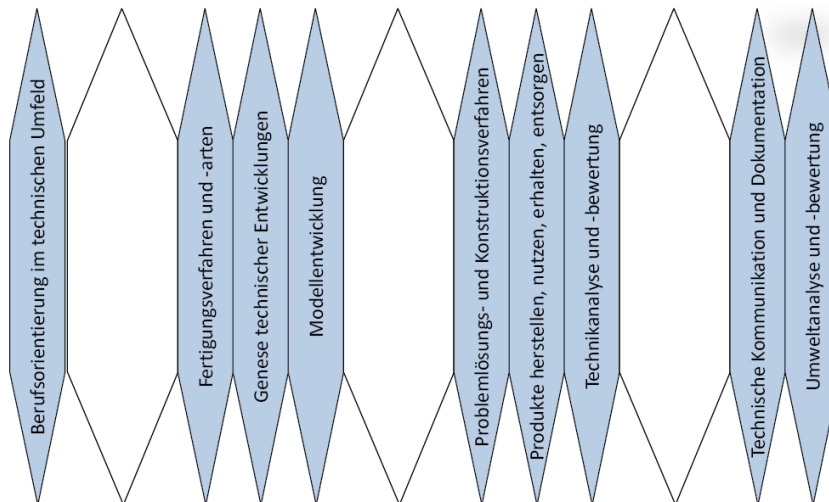 Berufsorientierung im technischen Umfeld
Fertigungsverfahren und -arten
Genese technischer Entwicklungen
Modellentwicklung
Problemlösungs- und Konstruktionsverfahren
Produkte herstellen, nutzen, erhalten, entsorgen
Technikanalyse und -bewertung
Technische Kommunikation und Dokumentation
Umweltanalyse und -bewertung